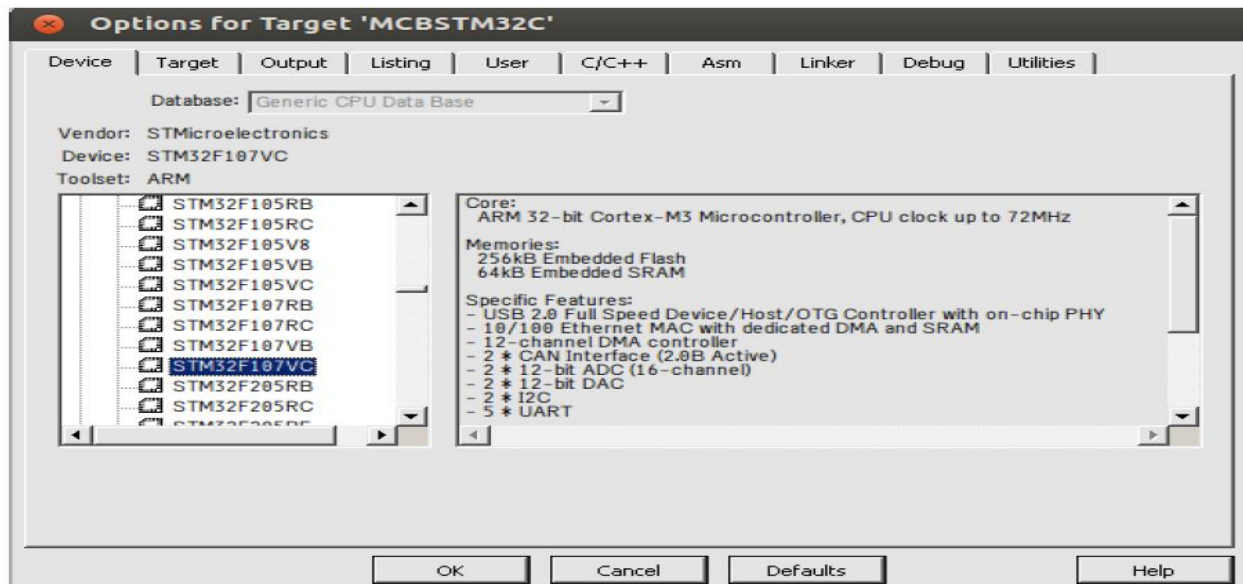 Options for Target 'MCBSTM32C'
Device Target Output Listing User C/C++ Asm Linker Debug Utilities
Database: Generic CPU Data Base
Vendor: STMicroelectronics
Device: STM32F107VC
Toolset: ARM
STM32F105RB
STM32F105RC
STM32F105V8
STM32F105VB
STM32F105VC
STM32F107RB
STM32F107RC
STM32F107VB
STM32F107VC
STM32F205RB
STM32F205RC
Core:
ARM 32-bit Cortex-M3 Microcontroller, CPU clock up to 72MHz
Memories:
256kB Embedded Flash
64kB Embedded SRAM
Specific Features:
- USB 2.0 Full Speed Device/Host/OTG Controller with on-chip PHY
- 10/100 Ethernet MAC with dedicated DMA and SRAM
- 12-channel DMA controller
- 2 * CAN Interface (2.0B Active)
- 2 * 12-bit ADC (16-channel)
- 2 * 12-bit DAC
- 2 * I2C
- 5 * UART
OK Cancel Defaults Help